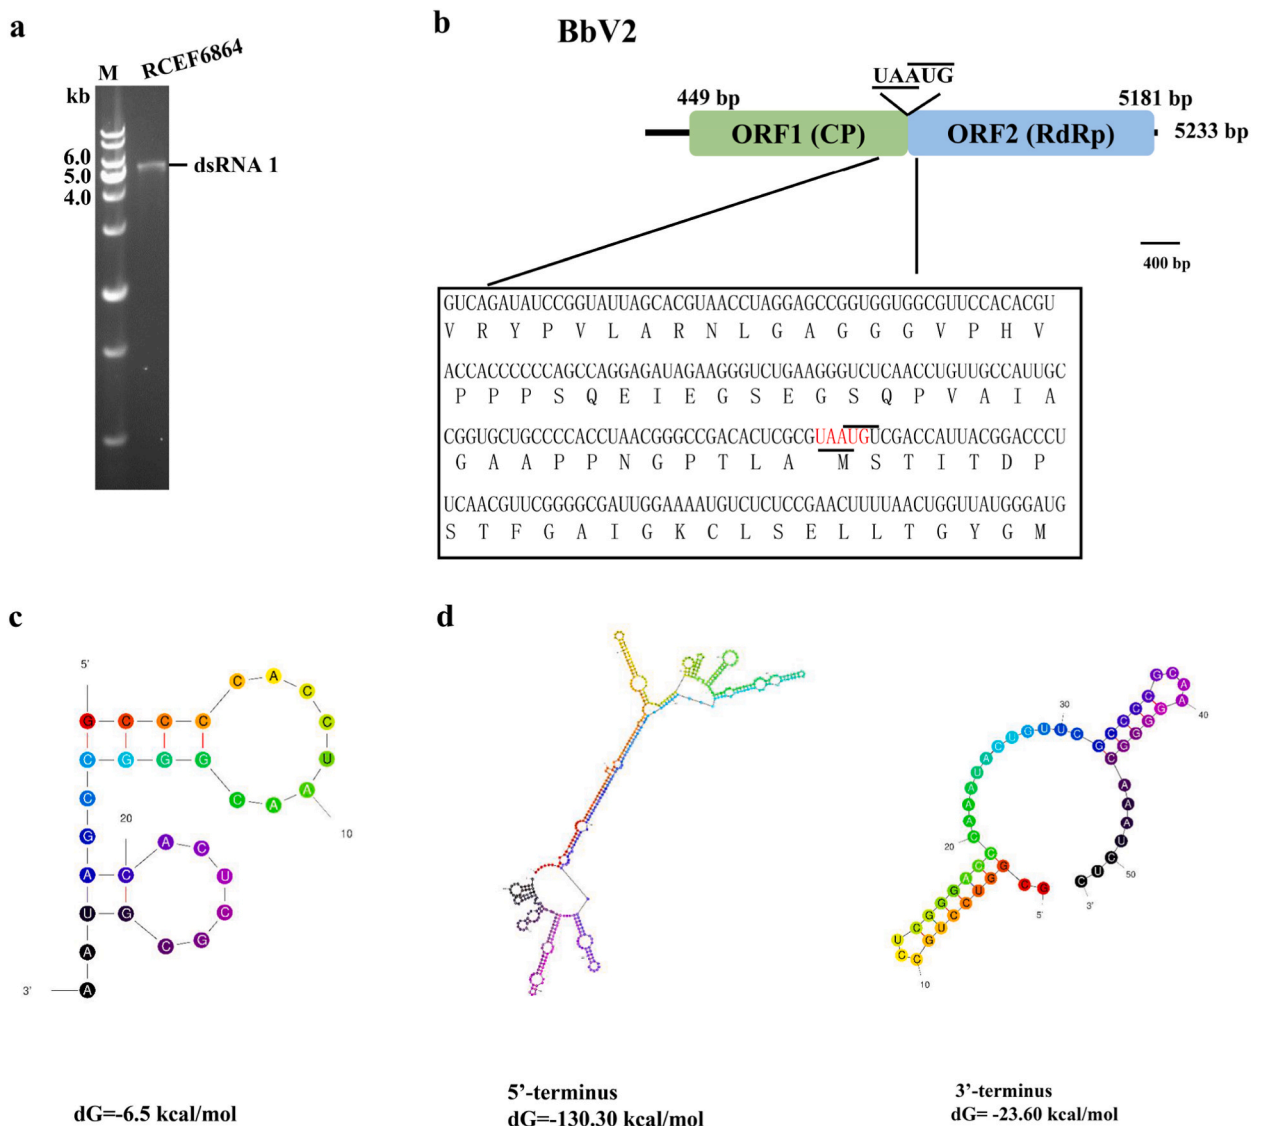 a
M
RCEF6864
kb
6.0
5.0
4.0
dsRNA 1
b
BbV2
UAAUG
449 bp
5181 bp
ORF1 (CP)
ORF2 (RdRp)
5233 bp
400 bp
GUCAGAUAUCCGGUAUUAGCACGUAACCUAGGAGCCGGUGGUGGCGUUCCACACGU
V R Y P V L A R N L G A G G G V P H V
ACCACCCCCCAGCCAGGAGAUAGAAGGGUCUGAAGGGUCUCAACCUGUUGCCAUUGC
P P P S Q E I E G S E G S Q P V A I A
CGGUGCUGCCCCACCUAACGGGCCGACACUCGCGUAAUGUCGACCAUUACGGACCCU
G A A P P N G P T L A M S T I T D P
UCAACGUUCGGGGCGAUUGGAAAAUGUCUCUCCGAACUUUUAACUGGUUAUGGGAUG
S T F G A I G K C L S E L L T G Y G M
c
5'
G C C C C A C C U A A C G G G C
10
C G A C A C U C G C G U A A
20
3'
dG=-6.5 kcal/mol
d
5'-terminus
dG=-130.30 kcal/mol
G C G G U C C U G C C U C G G G A C C C A A A U A C U G U U C G C C C C G C A A G G G G C A A A U C U C
5'
10
20
30
40
50
3'
3'-terminus
dG= -23.60 kcal/mol